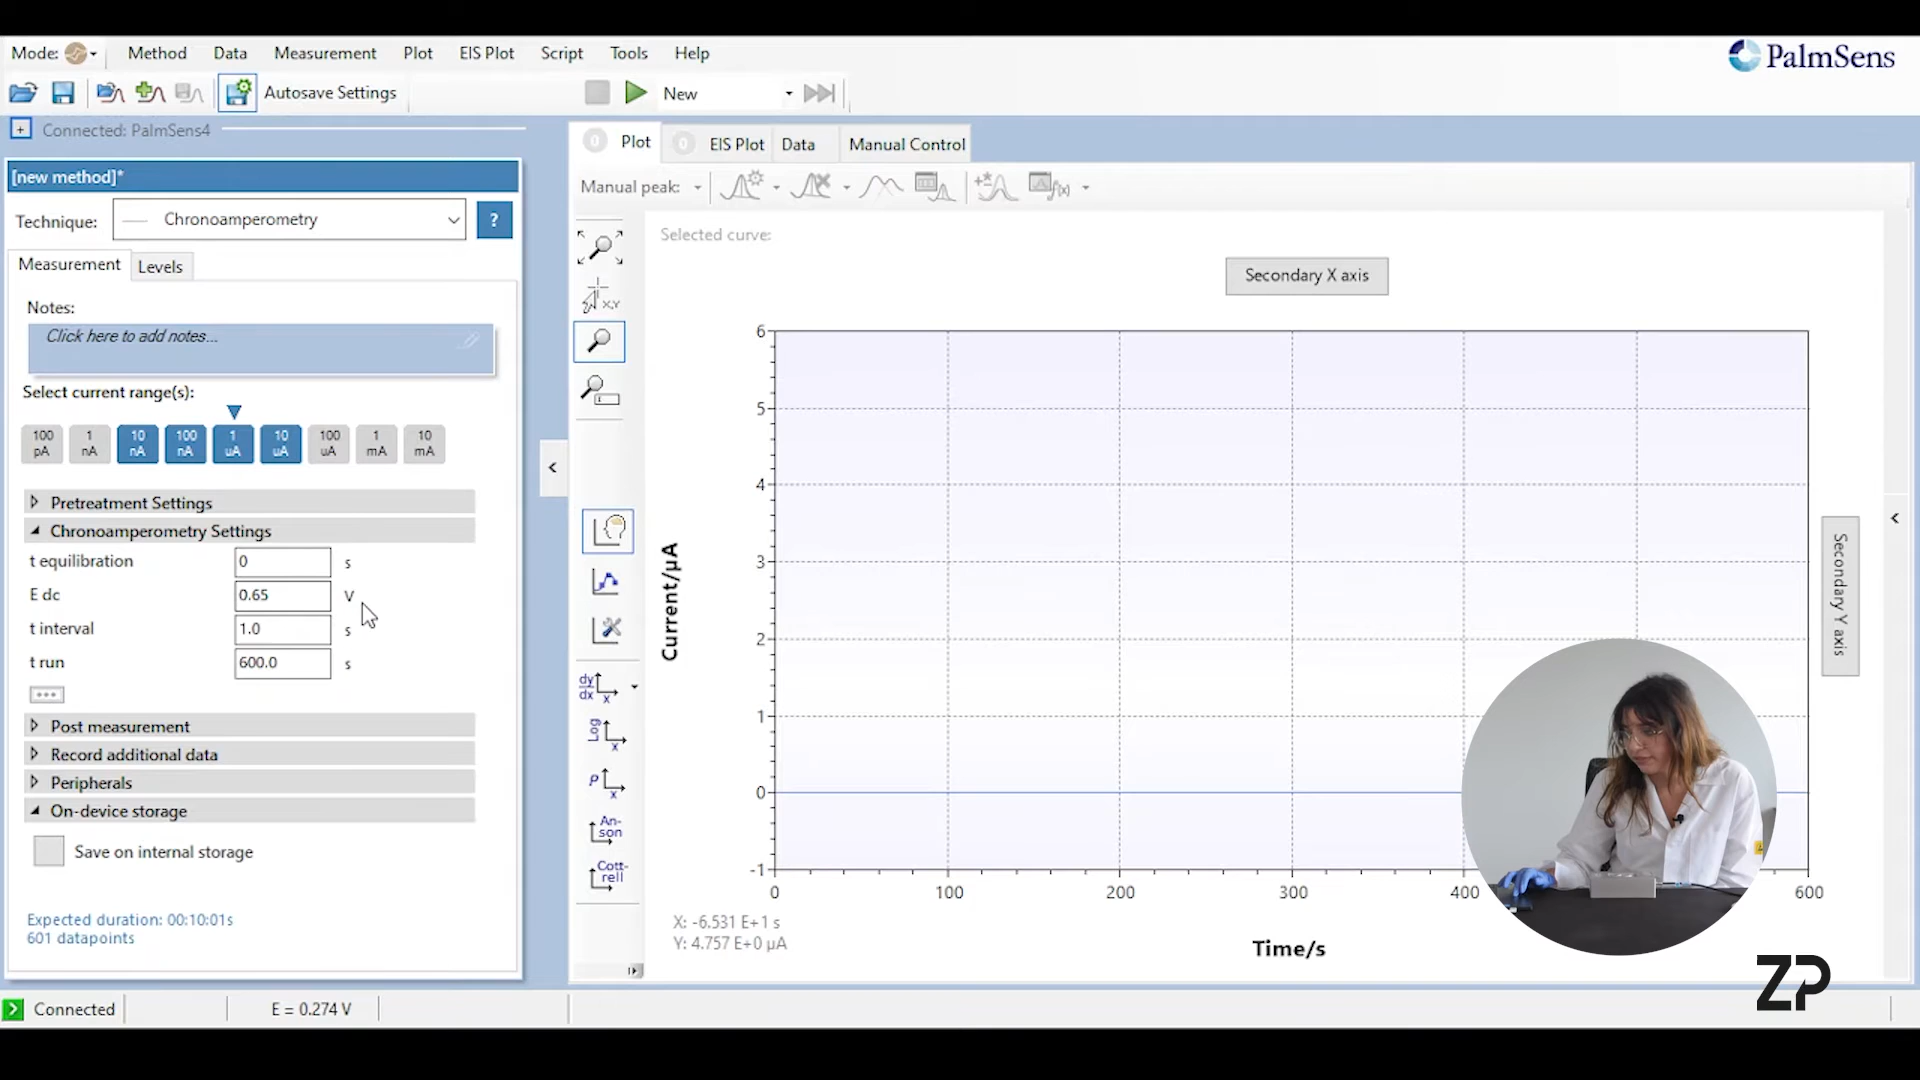 Mode:
Method
Data
Measurement
Plot
EIS Plot
Script
Tools
Help
PalmSens
Autosave Settings
New
Connected: PalmSens4
[new method]*
Technique:
Chronoamperometry
?
Measurement
Levels
Notes:
Click here to add notes...
Select current range(s):
100 pA
1 nA
10 nA
100 nA
1 uA
10 uA
100 uA
1 mA
10 mA
Pretreatment Settings
Chronoamperometry Settings
t equilibration 0 s
E dc 0.65 V
t interval 1.0 s
t run 600.0 s
Post measurement
Record additional data
Peripherals
On-device storage
Save on internal storage
Expected duration: 00:10:01s
601 datapoints
Connected
E = 0.274 V
0 Plot
0 EIS Plot
Data
Manual Control
Manual peak:
f(x)
Selected curve:
X,Y
dy/dx x
Log x
P x
An-son
Cott-rell
Secondary X axis
Secondary Y axis
Current/µA
6
5
4
3
2
1
0
-1
0
100
200
300
400
600
Time/s
X: -6.531 E+1 s
Y: 4.757 E+0 µA
ZP